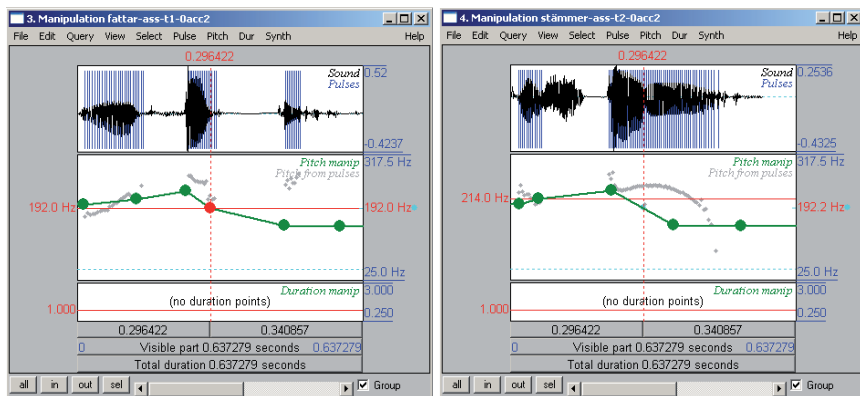 3. Manipulation fattar-ass-t1-0acc2
File Edit Query View Select Pulse Pitch Dur Synth Help
0.296422
Sound
Pulses
0.52
-0.4237
Pitch manip
Pitch from pulses
317.5 Hz
192.0 Hz
192.0 Hz
25.0 Hz
Duration manip
3.000
(no duration points)
1.000
0.250
0.296422 0.340857
0 Visible part 0.637279 seconds 0.637279
Total duration 0.637279 seconds
all in out sel Group
4. Manipulation stämmer-ass-t2-0acc2
File Edit Query View Select Pulse Pitch Dur Synth Help
0.296422
Sound
Pulses
0.2536
-0.4325
Pitch manip
Pitch from pulses
317.5 Hz
214.0 Hz
192.2 Hz
25.0 Hz
Duration manip
3.000
(no duration points)
1.000
0.250
0.296422 0.340857
0 Visible part 0.637279 seconds 0.637279
Total duration 0.637279 seconds
all in out sel Group